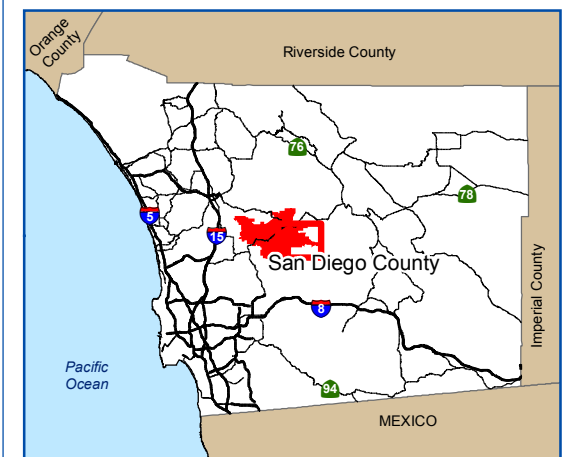 Orange
County
Riverside County
76
78
5
15
San Diego County
Imperial County
8
Pacific
Ocean
94
MEXICO